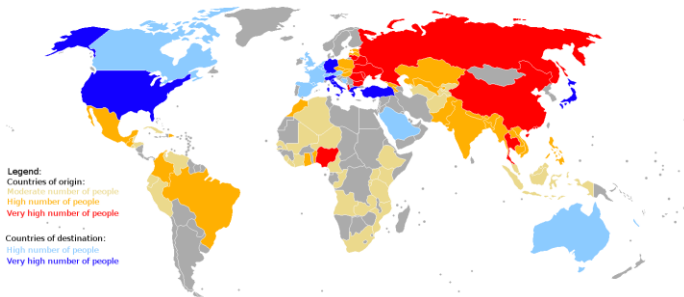 Legend:
Countries of origin:
Moderate number of people
High number of people
Very high number of people
Countries of destination:
High number of people
Very high number of people